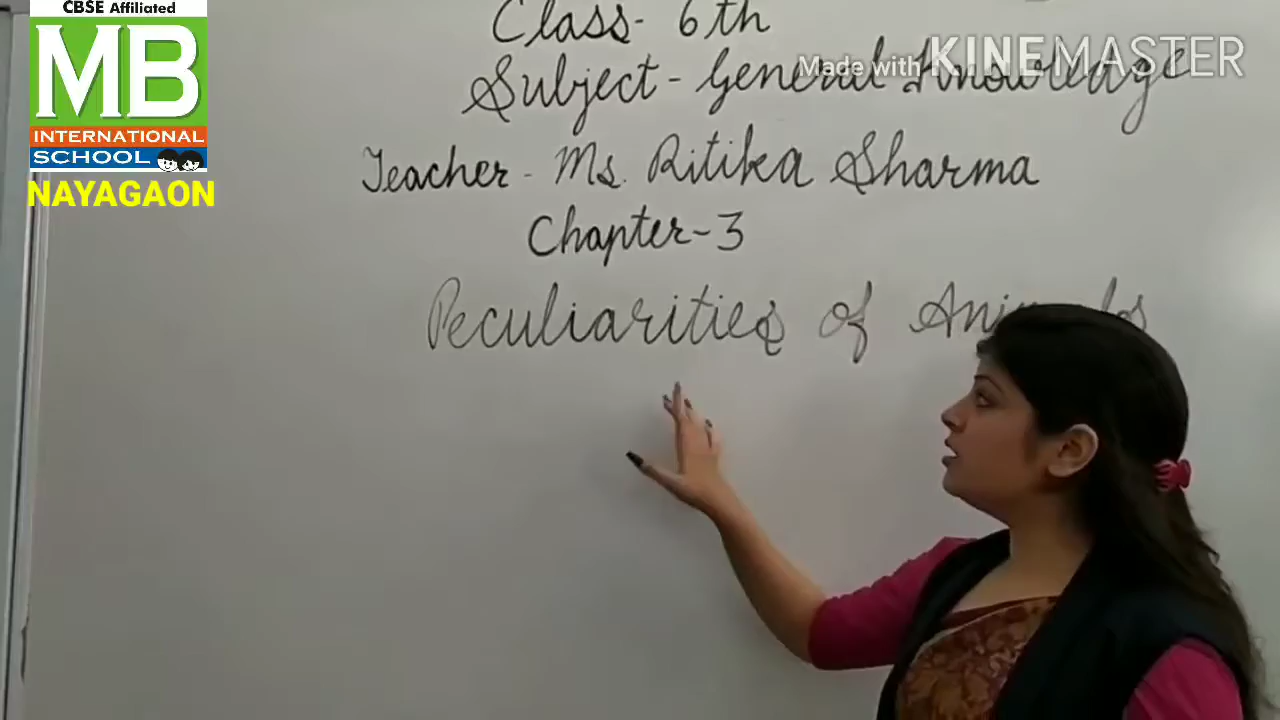 CBSE Affiliated
MB
INTERNATIONAL
SCHOOL
NAYAGAON
Made with KINEMASTER
Class- 6th
Subject- General Knowledge
Teacher- Ms. Ritika Sharma
Chapter-3
Peculiarities of